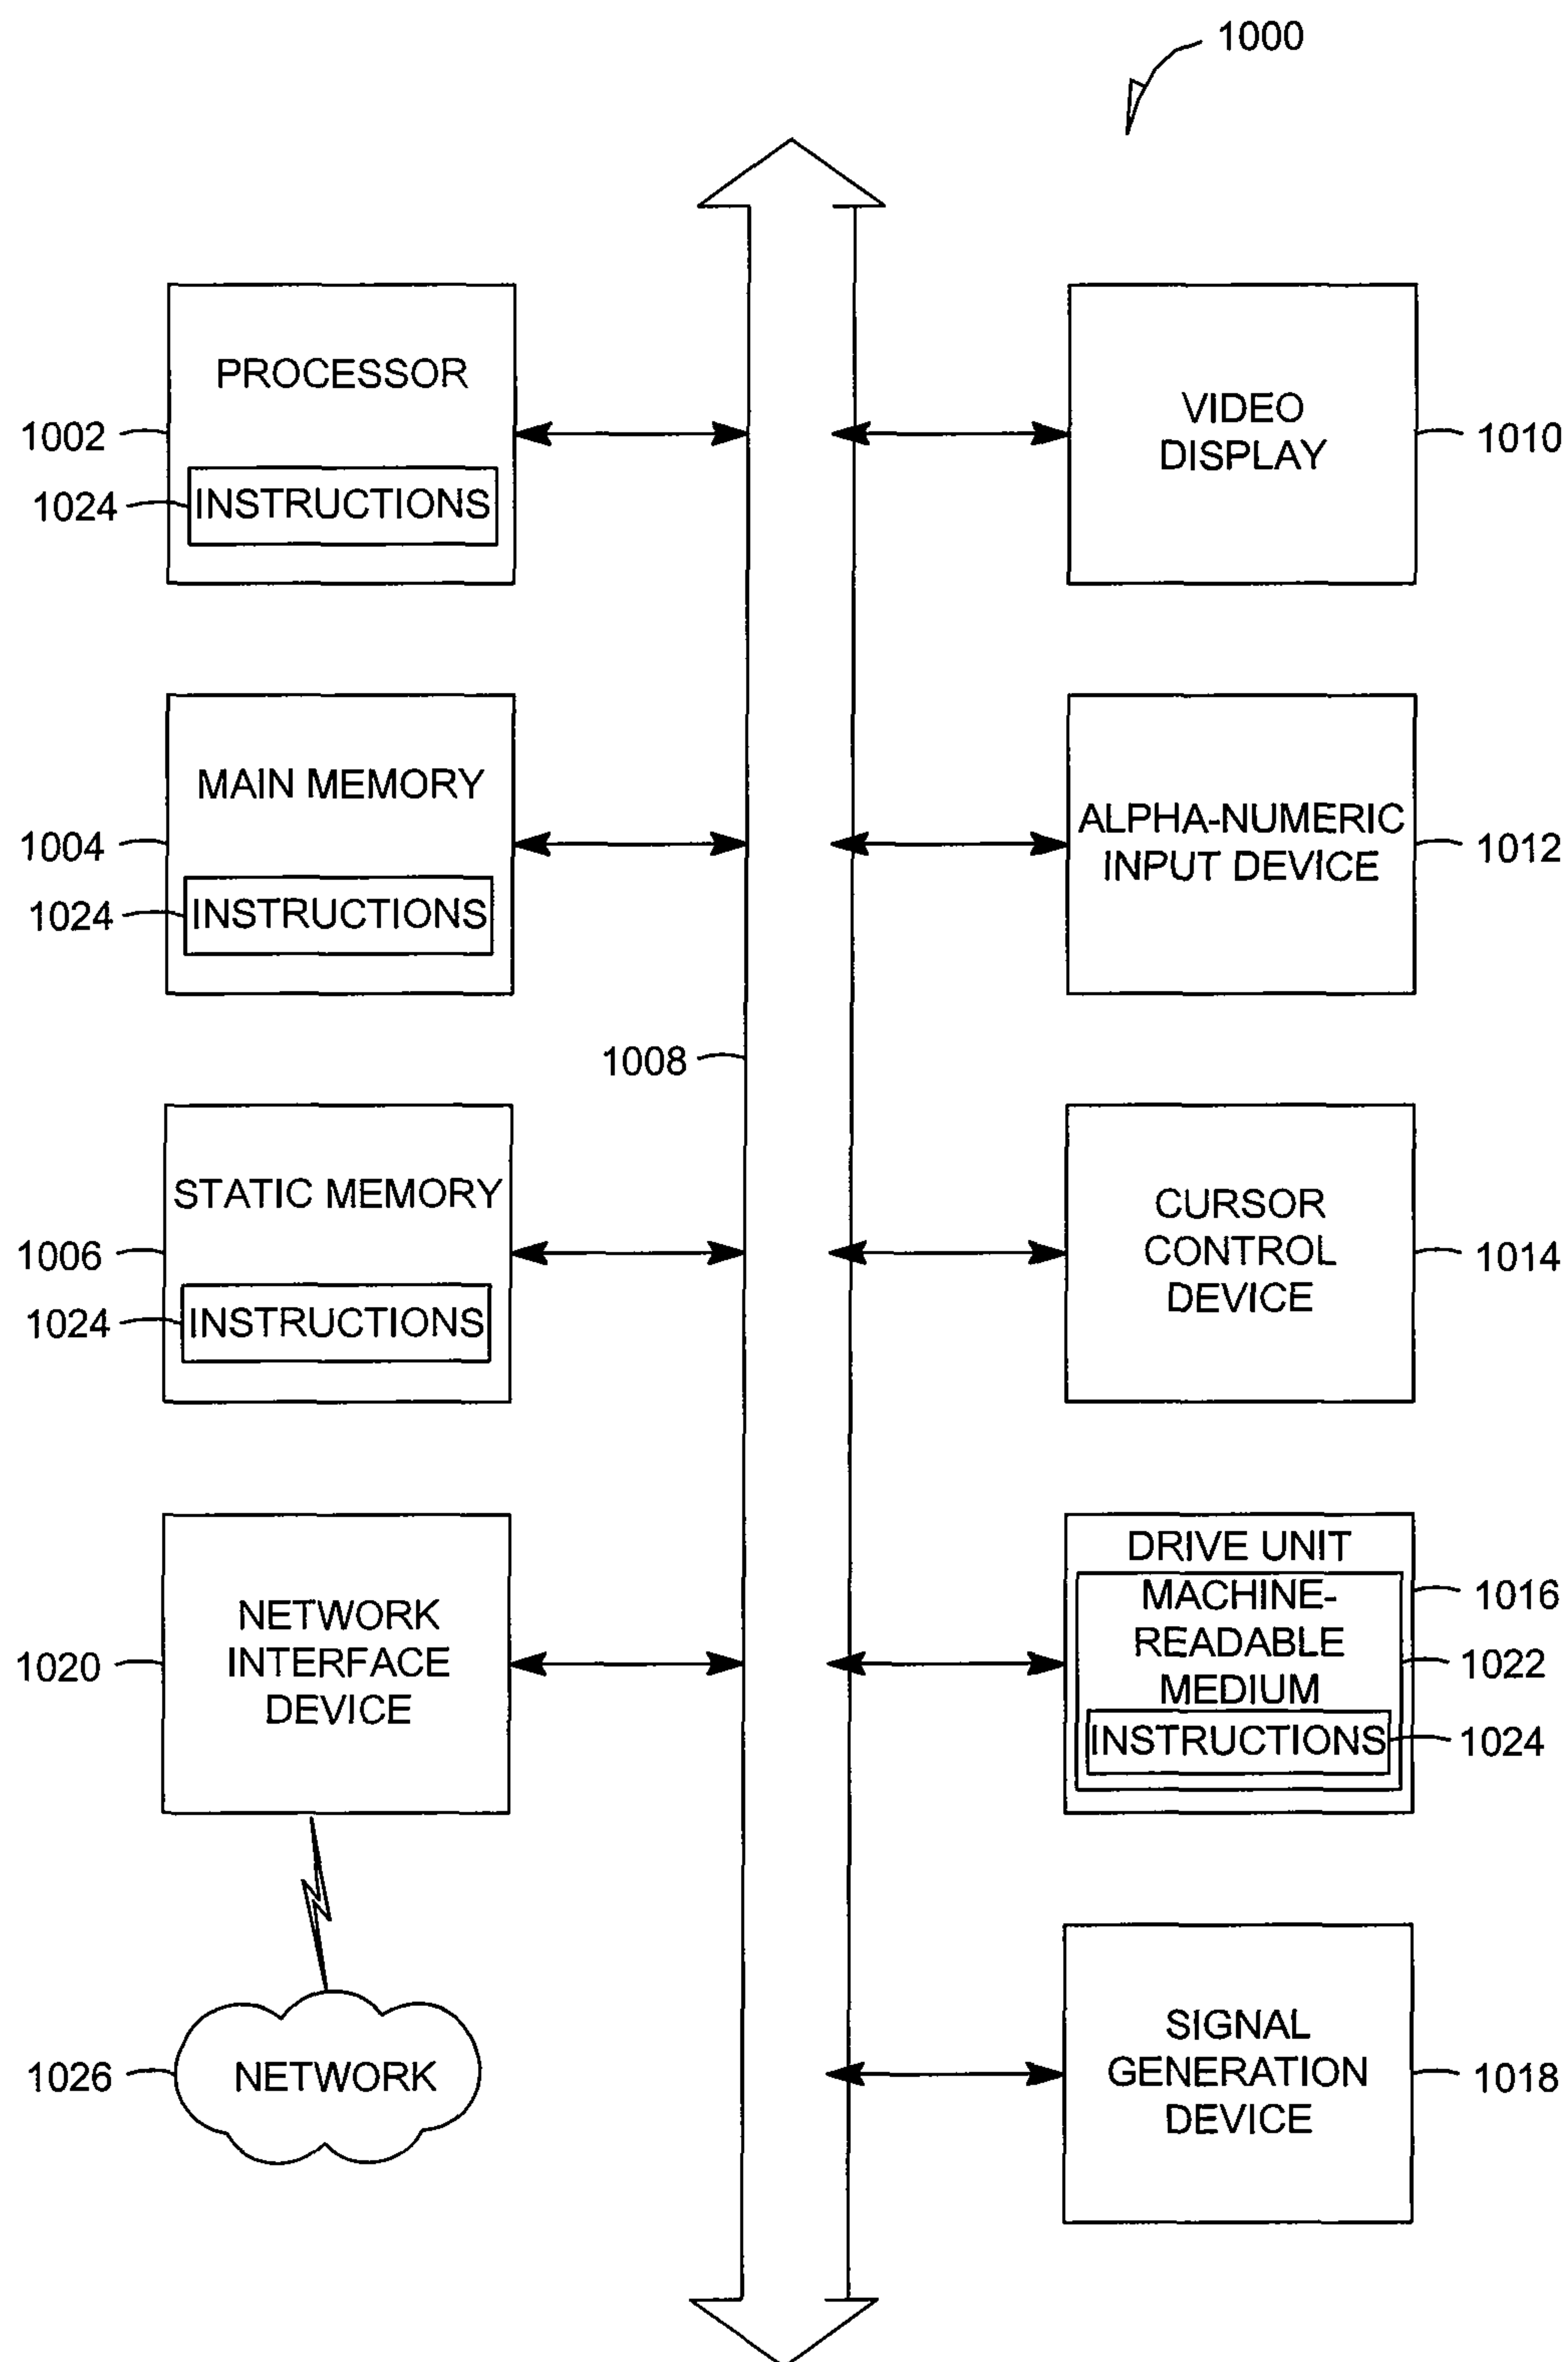 1000
PROCESSOR
1002
1024
INSTRUCTIONS
VIDEO
DISPLAY
1010
MAIN MEMORY
1004
1024
INSTRUCTIONS
ALPHA-NUMERIC
INPUT DEVICE
1012
1008
STATIC MEMORY
1006
1024
INSTRUCTIONS
CURSOR
CONTROL
DEVICE
1014
NETWORK
INTERFACE
DEVICE
1020
DRIVE UNIT
MACHINE-
READABLE
MEDIUM
INSTRUCTIONS
1016
1022
1024
NETWORK
1026
SIGNAL
GENERATION
DEVICE
1018